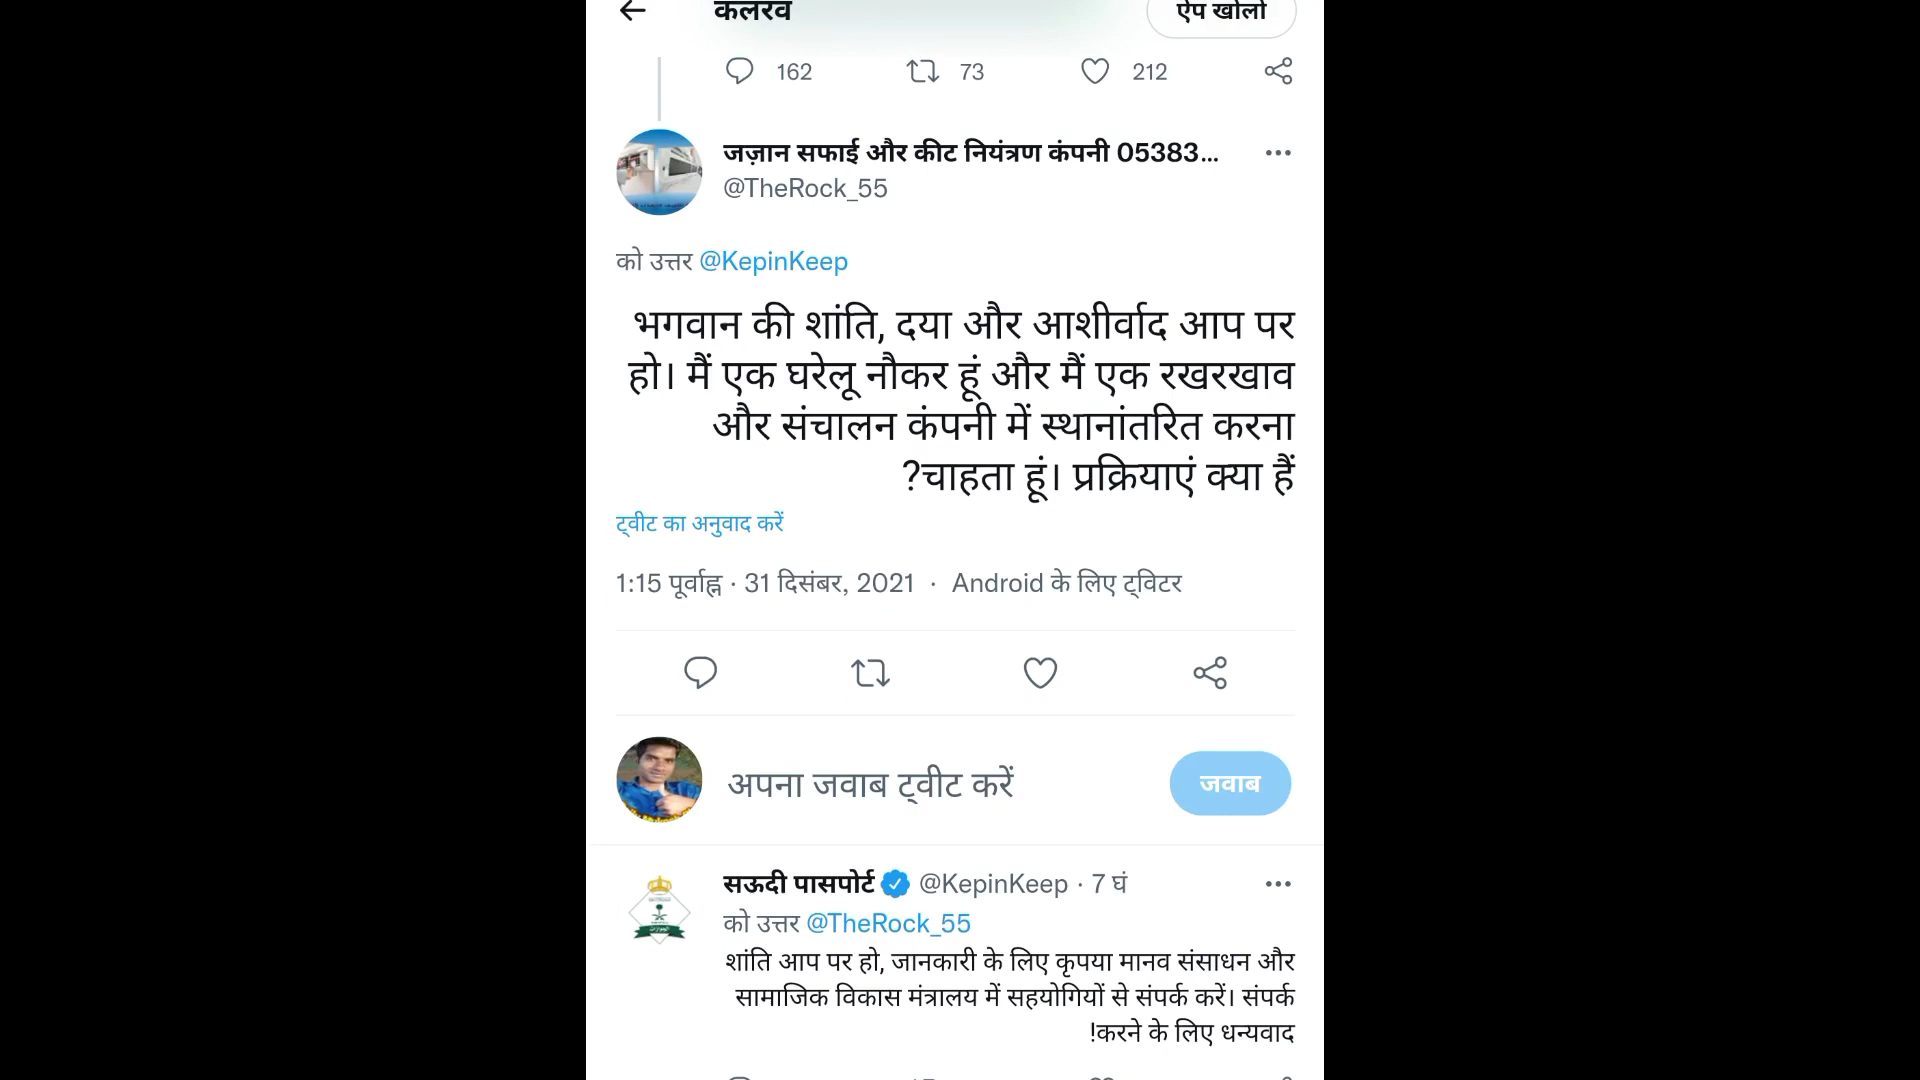 कलरव
ऐप खोलो
162 73 212
जज़ान सफाई और कीट नियंत्रण कंपनी 05383...
@TheRock_55
को उत्तर @KepinKeep
भगवान की शांति, दया और आशीर्वाद आप पर
हो। मैं एक घरेलू नौकर हूं और मैं एक रखरखाव
और संचालन कंपनी में स्थानांतरित करना
?चाहता हूं। प्रक्रियाएं क्या हैं
ट्वीट का अनुवाद करें
1:15 पूर्वाह्न · 31 दिसंबर, 2021 · Android के लिए ट्विटर
अपना जवाब ट्वीट करें
जवाब
सऊदी पासपोर्ट @KepinKeep · 7 घं
को उत्तर @TheRock_55
शांति आप पर हो, जानकारी के लिए कृपया मानव संसाधन और
सामाजिक विकास मंत्रालय में सहयोगियों से संपर्क करें। संपर्क
!करने के लिए धन्यवाद